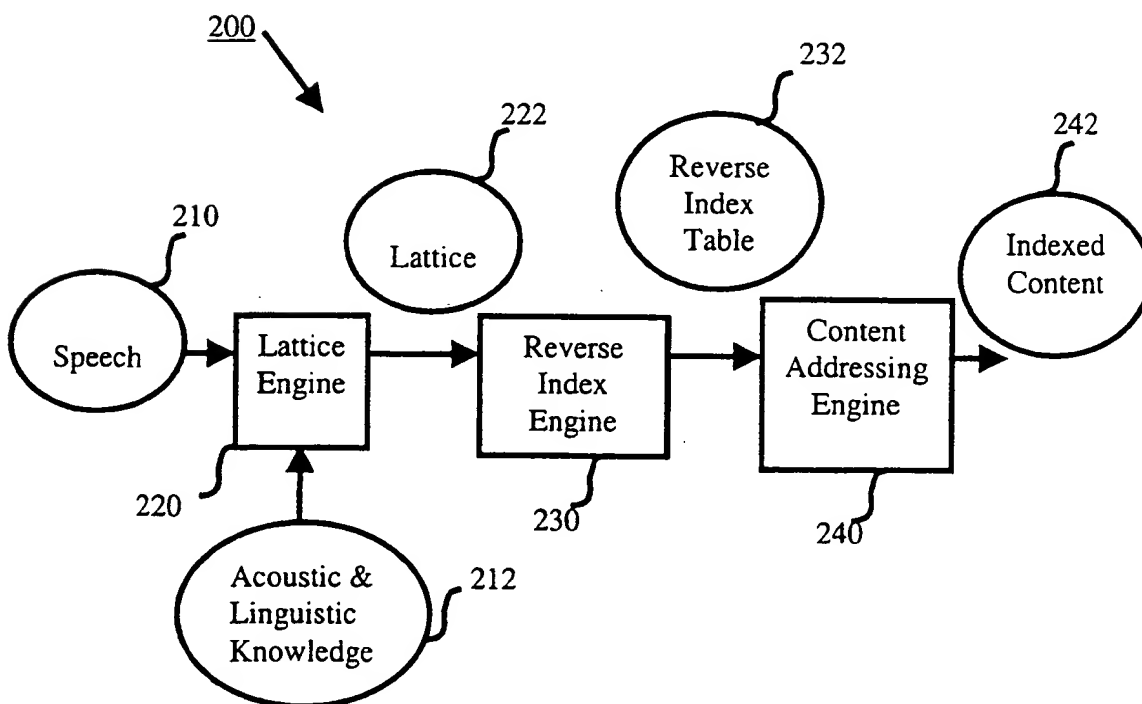 200
232
222
242
210
Reverse
Index
Table
Indexed
Content
Lattice
Speech
Lattice
Engine
Reverse
Index
Engine
Content
Addressing
Engine
220
230
240
Acoustic &
Linguistic
Knowledge
212